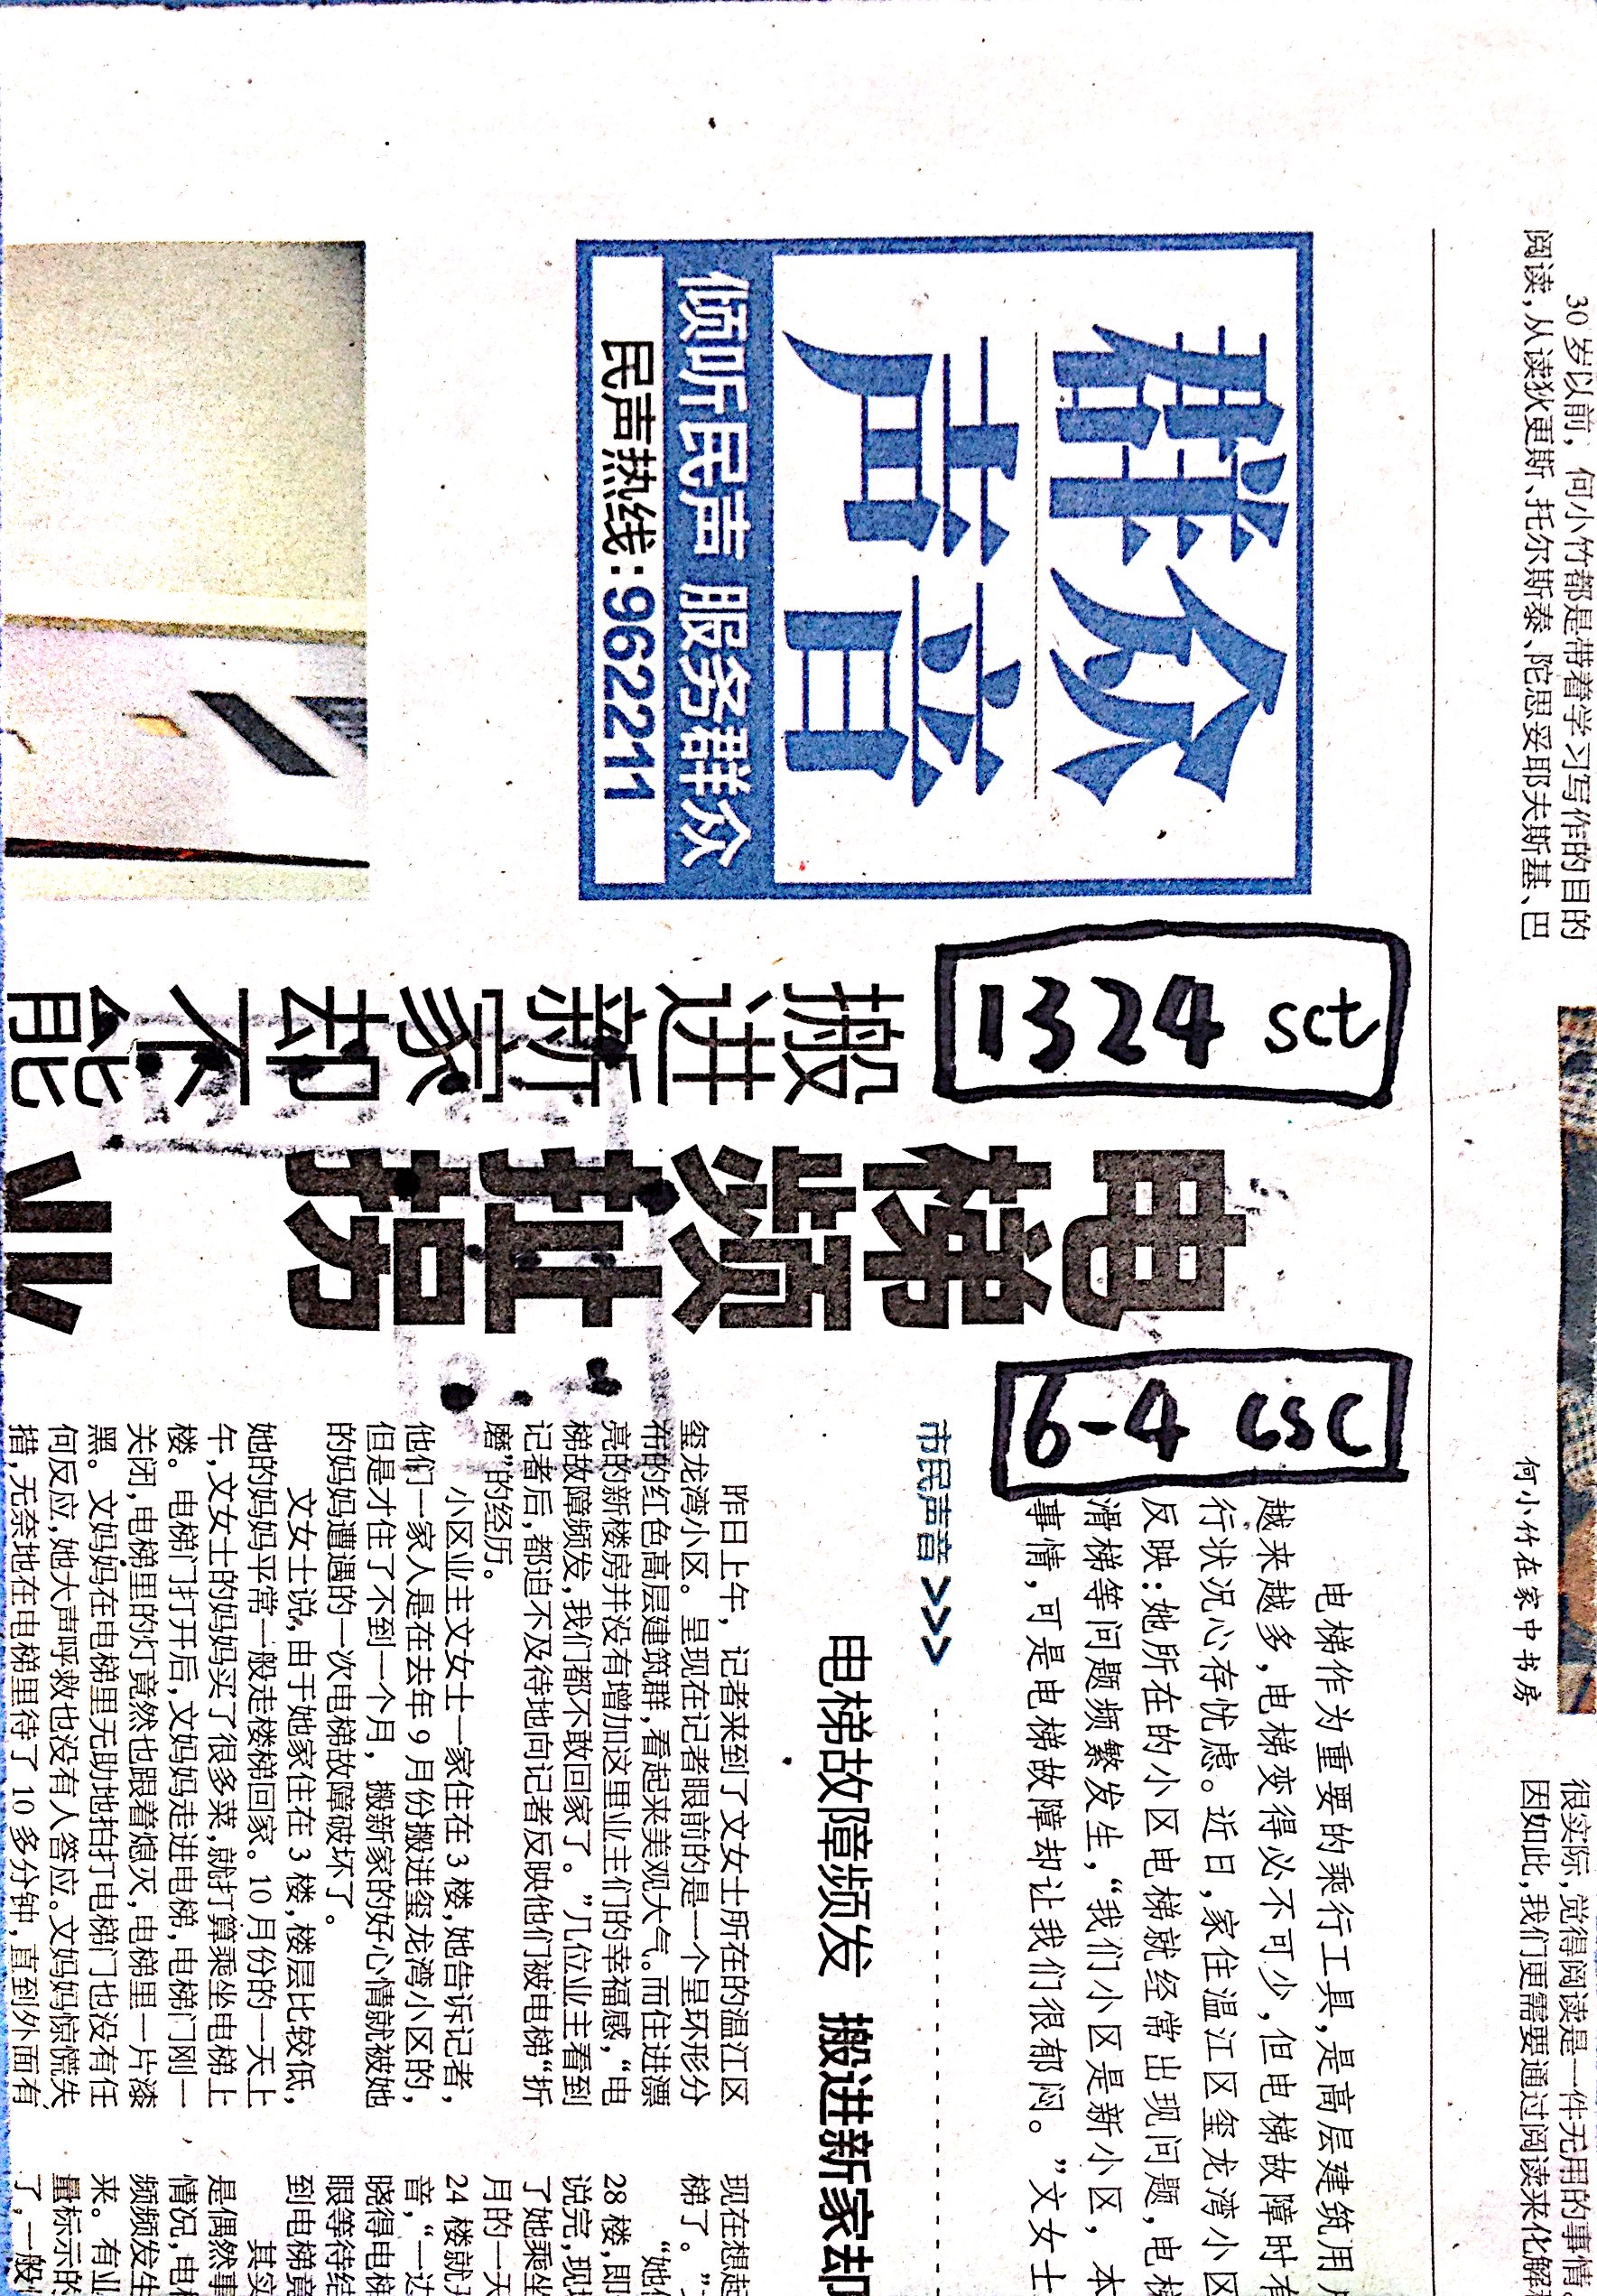 30 岁以前，何小竹都是带着学习写作的目的
阅读，从读狄更斯、托尔斯泰、陀思妥耶夫斯基、巴
何小竹在家中书房
很实际，觉得阅读是一件无用的事情。
因如此，我们更需要通过阅读来化解
群众
声音
倾听民声 服务群众
民声热线：962211
1324 sct
搬进新家却不能
电梯频扯拐 业
6-4 csc
电梯作为重要的乘行工具，是高层建筑用
越来越多，电梯变得必不可少，但电梯故障时有
行状况心存忧虑。近日，家住温江区玺龙湾小区
反映：她所在的小区电梯就经常出现问题，电梯
滑梯等问题频繁发生，“我们小区是新小区，本
事情，可是电梯故障却让我们很有郁闷。”文女士
市民声音 >>>
电梯故障频发 搬进新家却
昨日上午，记者来到了文女士所在的温江区
玺龙湾小区。呈现在记者眼前的是一个呈环形分
布的红色高层建筑群，看起来美观大气。而住进漂
亮的新楼房并没有增加这里业主们的幸福感，“电
梯故障频发，我们都不敢回家了。”几位业主看到
记者后，都迫不及待地向记者反映他们被电梯“折
磨”的经历。
小区业主文女士一家住在 3 楼，她告诉记者，
他们一家人是在去年 9 月份搬进玺龙湾小区的，
但是才住了不到一个月，搬新家的好心情就被她
的妈妈遭遇的一次电梯故障破坏了。
文女士说，由于她家住在 3 楼，楼层比较低，
她的妈妈平常一般走楼梯回家。10 月份的一天上
午，文女士的妈妈买了很多菜，就打算乘坐电梯上
楼。电梯门打开后，文妈妈走进电梯，电梯门刚一
关闭，电梯里的灯竟然也跟着熄灭，电梯里一片漆
黑。文妈妈在电梯里无助地拍打电梯门也没有任
何反应，她大声呼救也没有人答应。文妈妈惊慌失
措，无奈地在电梯里待了 10 多分钟，直到外面有
现在想起
梯了。”
“她
28 楼，即
说完，现
了她乘坐
月的一天
24 楼就
音，“一边
晓得电梯
眼等待结
到电梯竟
其实
是偶然事
情况，电
频频发生
来。有业
量标示的
了，一般